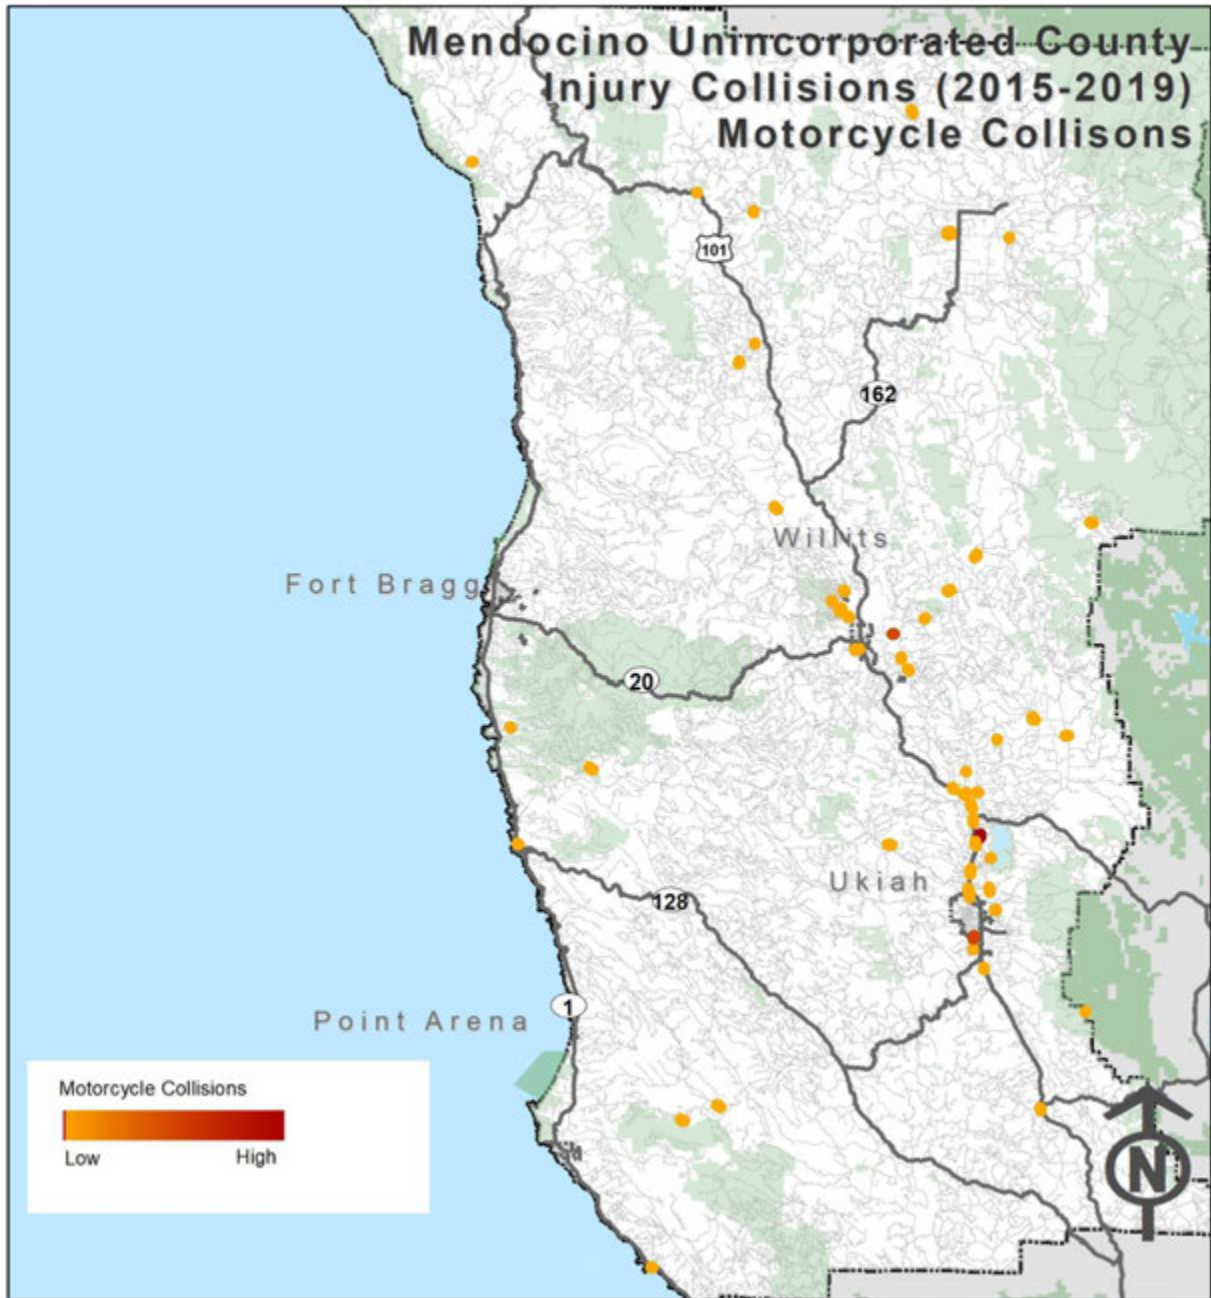 Mendocino Unincorporated County
Injury Collisions (2015-2019)
Motorcycle Collisons
101
162
Willits
Fort Bragg
20
Ukiah
128
1
Point Arena
Motorcycle Collisions
Low High
N